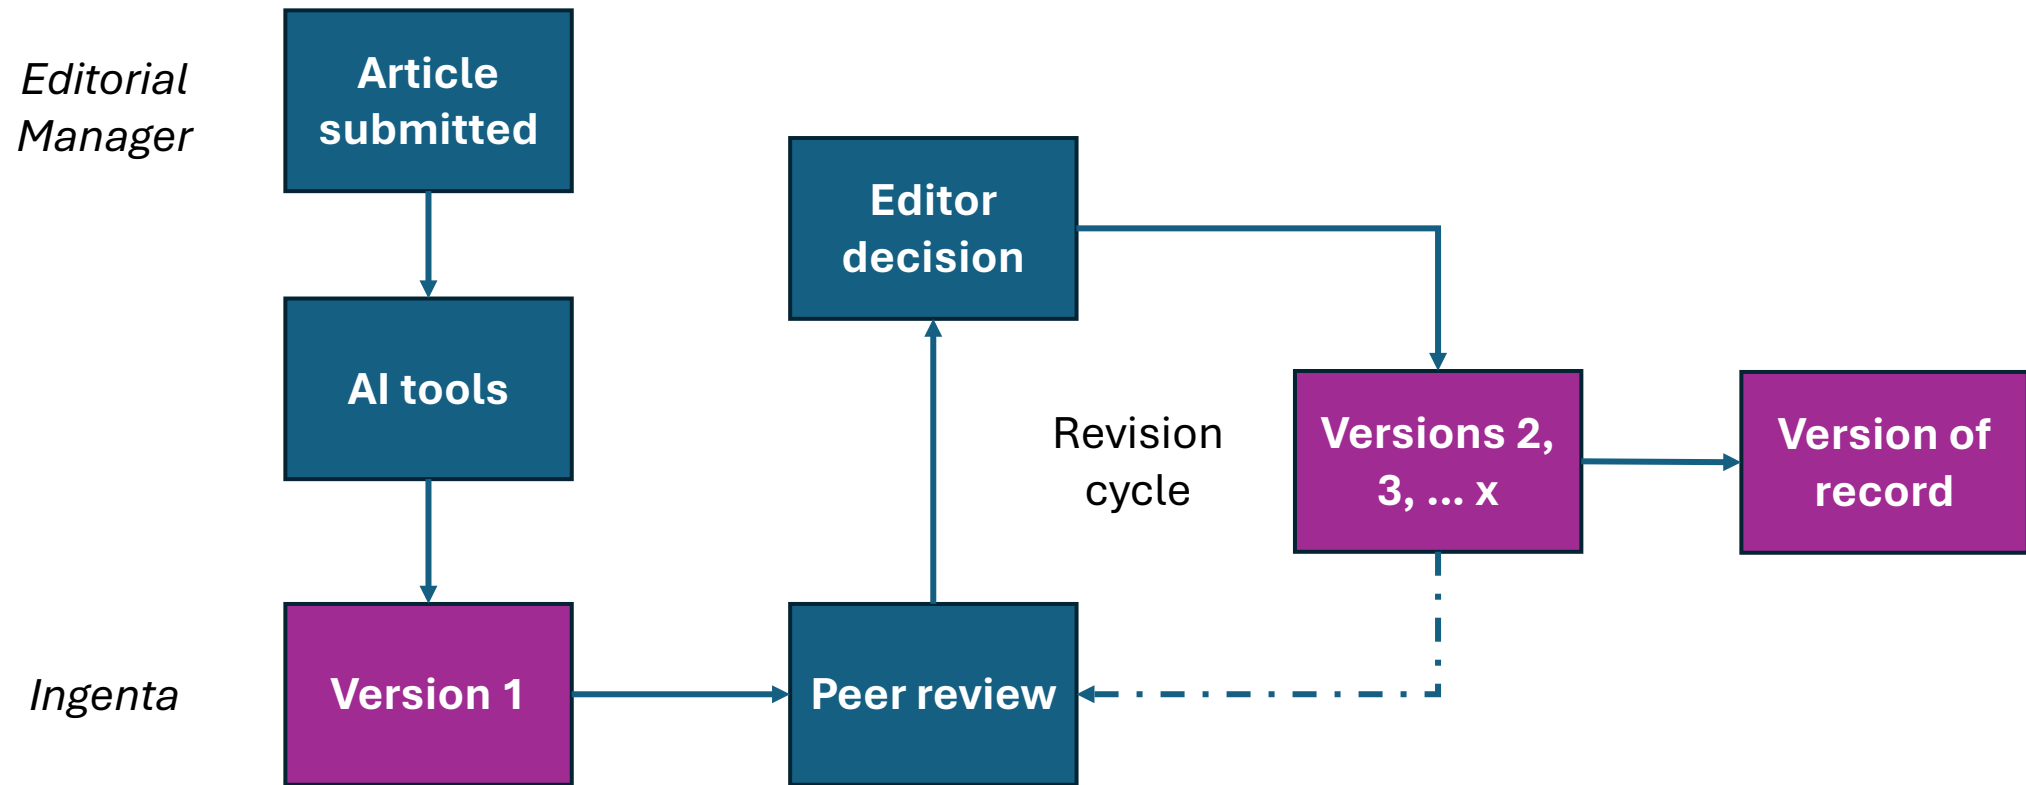 Editorial
Manager
Article
submitted
AI tools
Ingenta
Version 1
Peer review
Editor
decision
Revision
cycle
Versions 2,
3, ... x
Version of
record